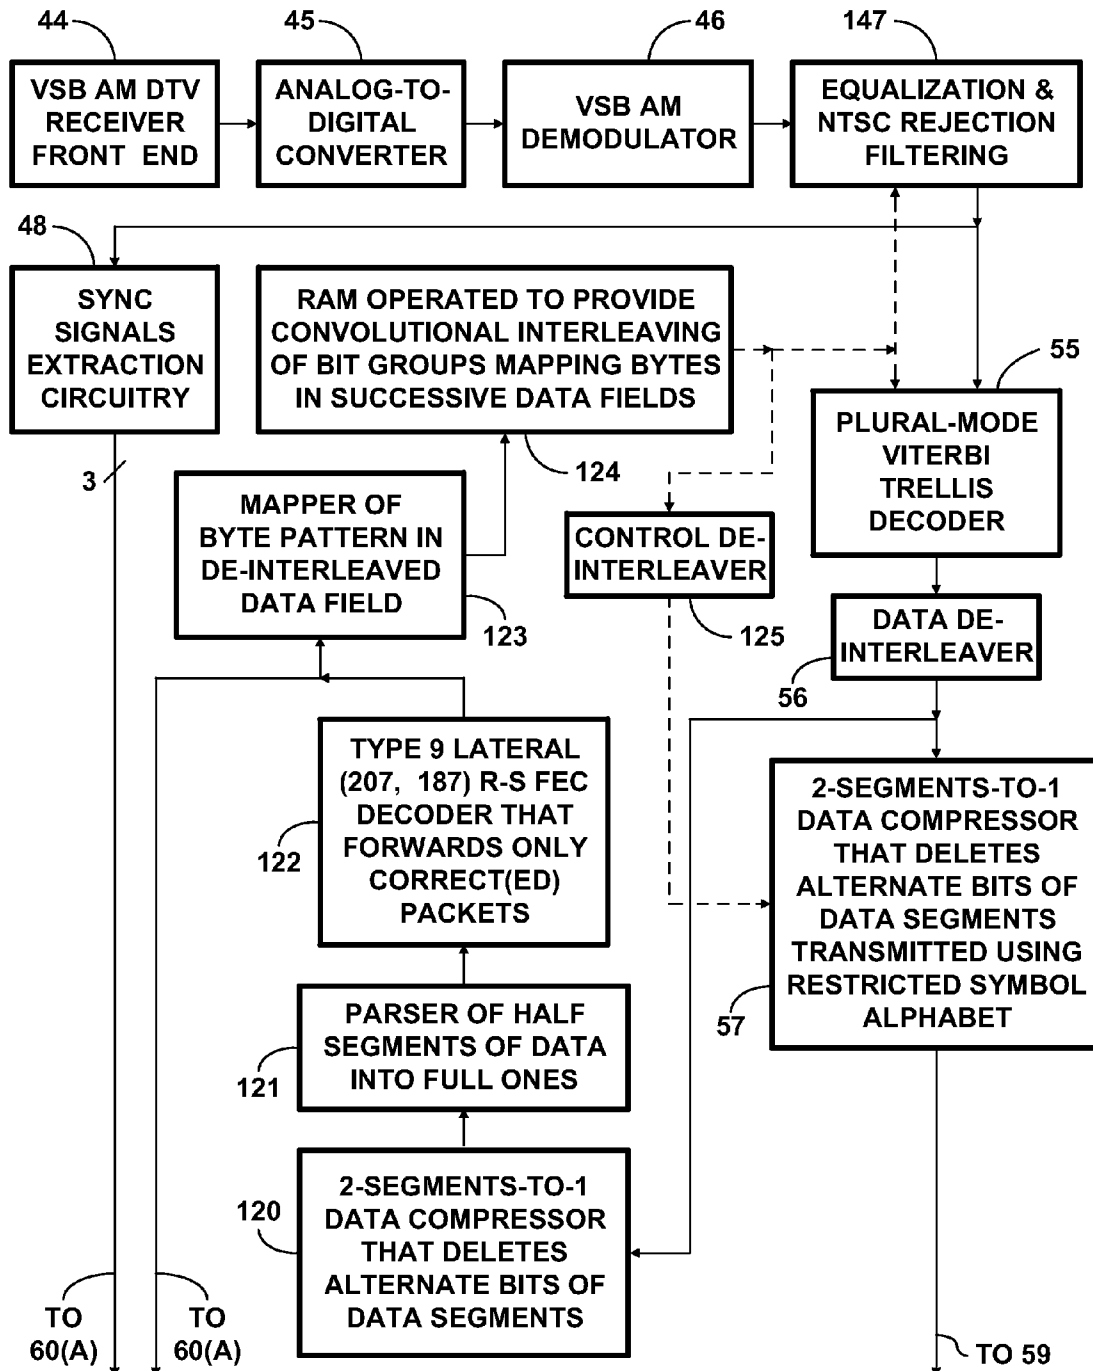 44
45
46
147
VSB AM DTV
RECEIVER
FRONT END
ANALOG-TO-
DIGITAL
CONVERTER
VSB AM
DEMODULATOR
EQUALIZATION &
NTSC REJECTION
FILTERING
48
SYNC
SIGNALS
EXTRACTION
CIRCUITRY
RAM OPERATED TO PROVIDE
CONVOLUTIONAL INTERLEAVING
OF BIT GROUPS MAPPING BYTES
IN SUCCESSIVE DATA FIELDS
55
PLURAL-MODE
VITERBI
TRELLIS
DECODER
3
124
MAPPER OF
BYTE PATTERN IN
DE-INTERLEAVED
DATA FIELD
123
CONTROL DE-
INTERLEAVER
125
DATA DE-
INTERLEAVER
56
TYPE 9 LATERAL
(207, 187) R-S FEC
DECODER THAT
FORWARDS ONLY
CORRECT(ED)
PACKETS
122
2-SEGMENTS-TO-1
DATA COMPRESSOR
THAT DELETES
ALTERNATE BITS OF
DATA SEGMENTS
TRANSMITTED USING
RESTRICTED SYMBOL
ALPHABET
57
PARSER OF HALF
SEGMENTS OF DATA
INTO FULL ONES
121
120
2-SEGMENTS-TO-1
DATA COMPRESSOR
THAT DELETES
ALTERNATE BITS OF
DATA SEGMENTS
TO
60(A)
TO
60(A)
TO 59